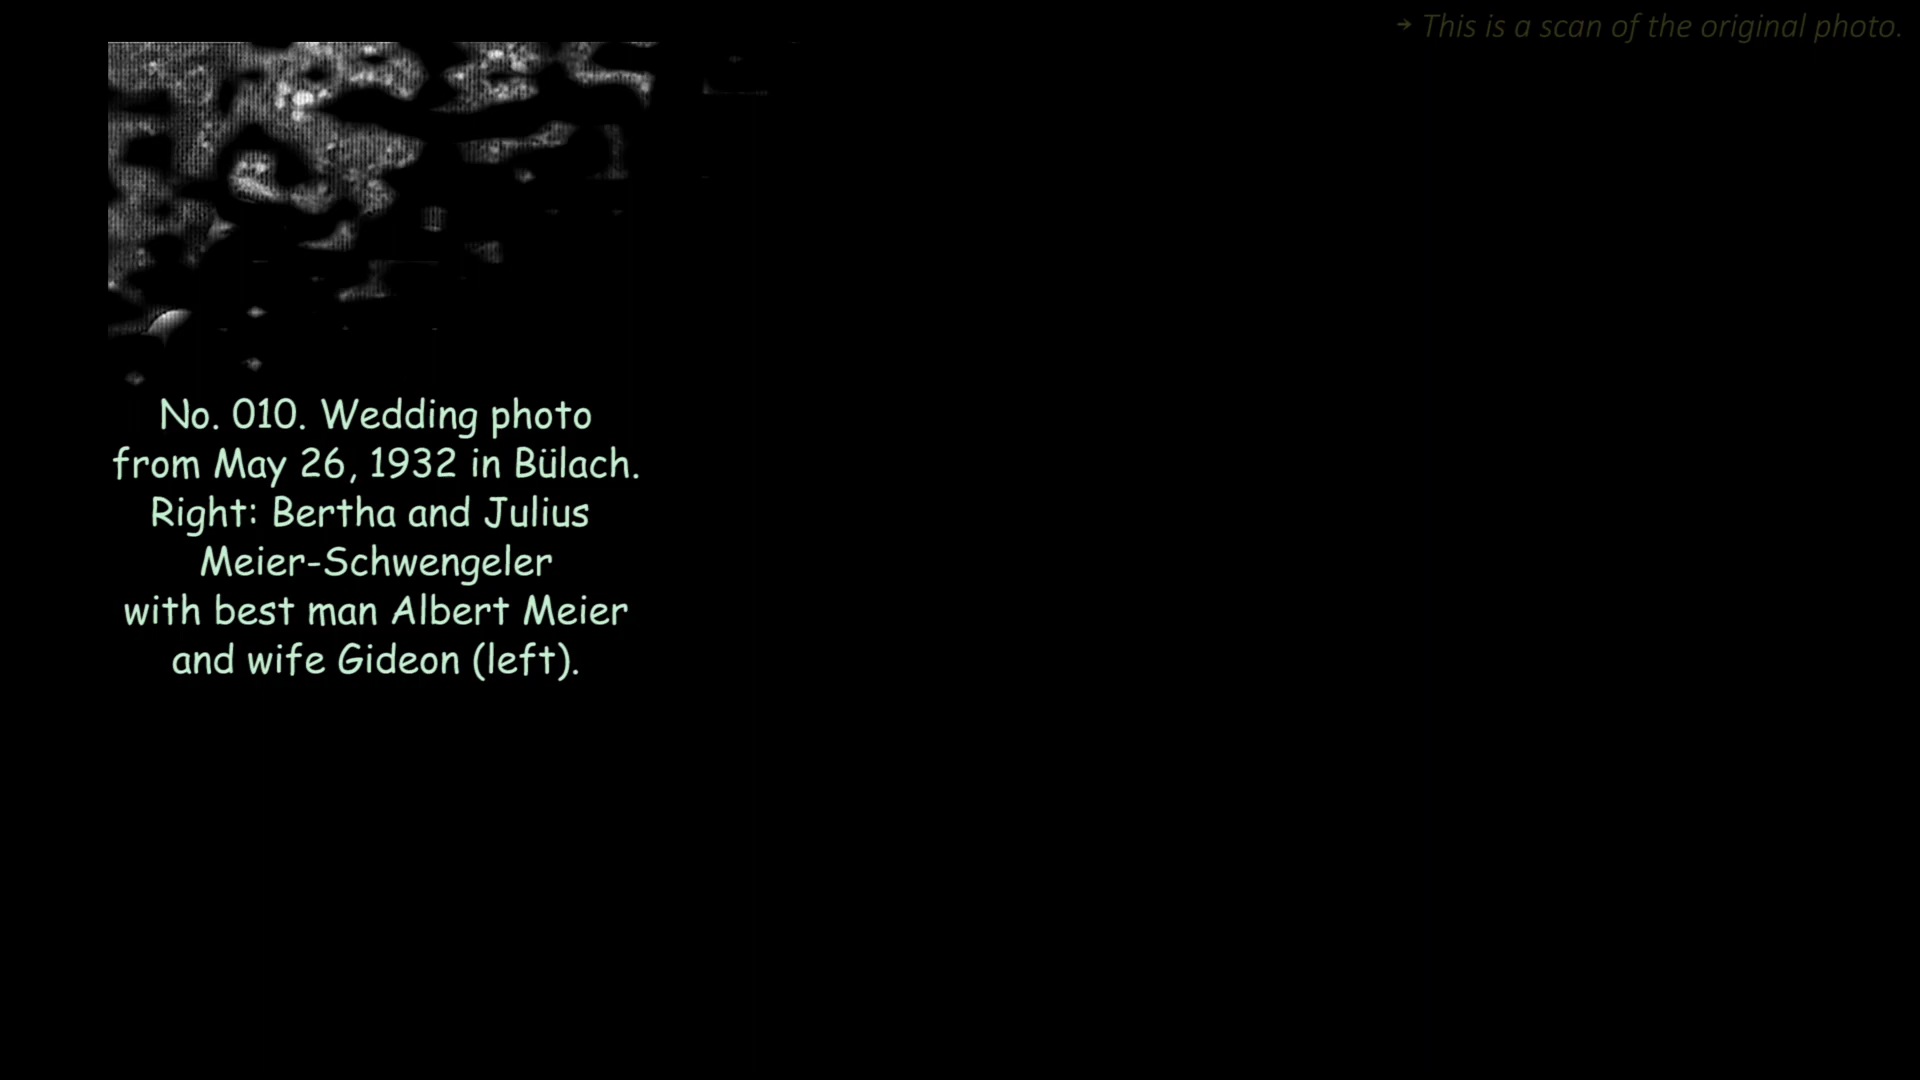 → This is a scan of the original photo.
No. 010. Wedding photo
from May 26, 1932 in Bülach.
Right: Bertha and Julius
Meier-Schwengeler
with best man Albert Meier
and wife Gideon (left).